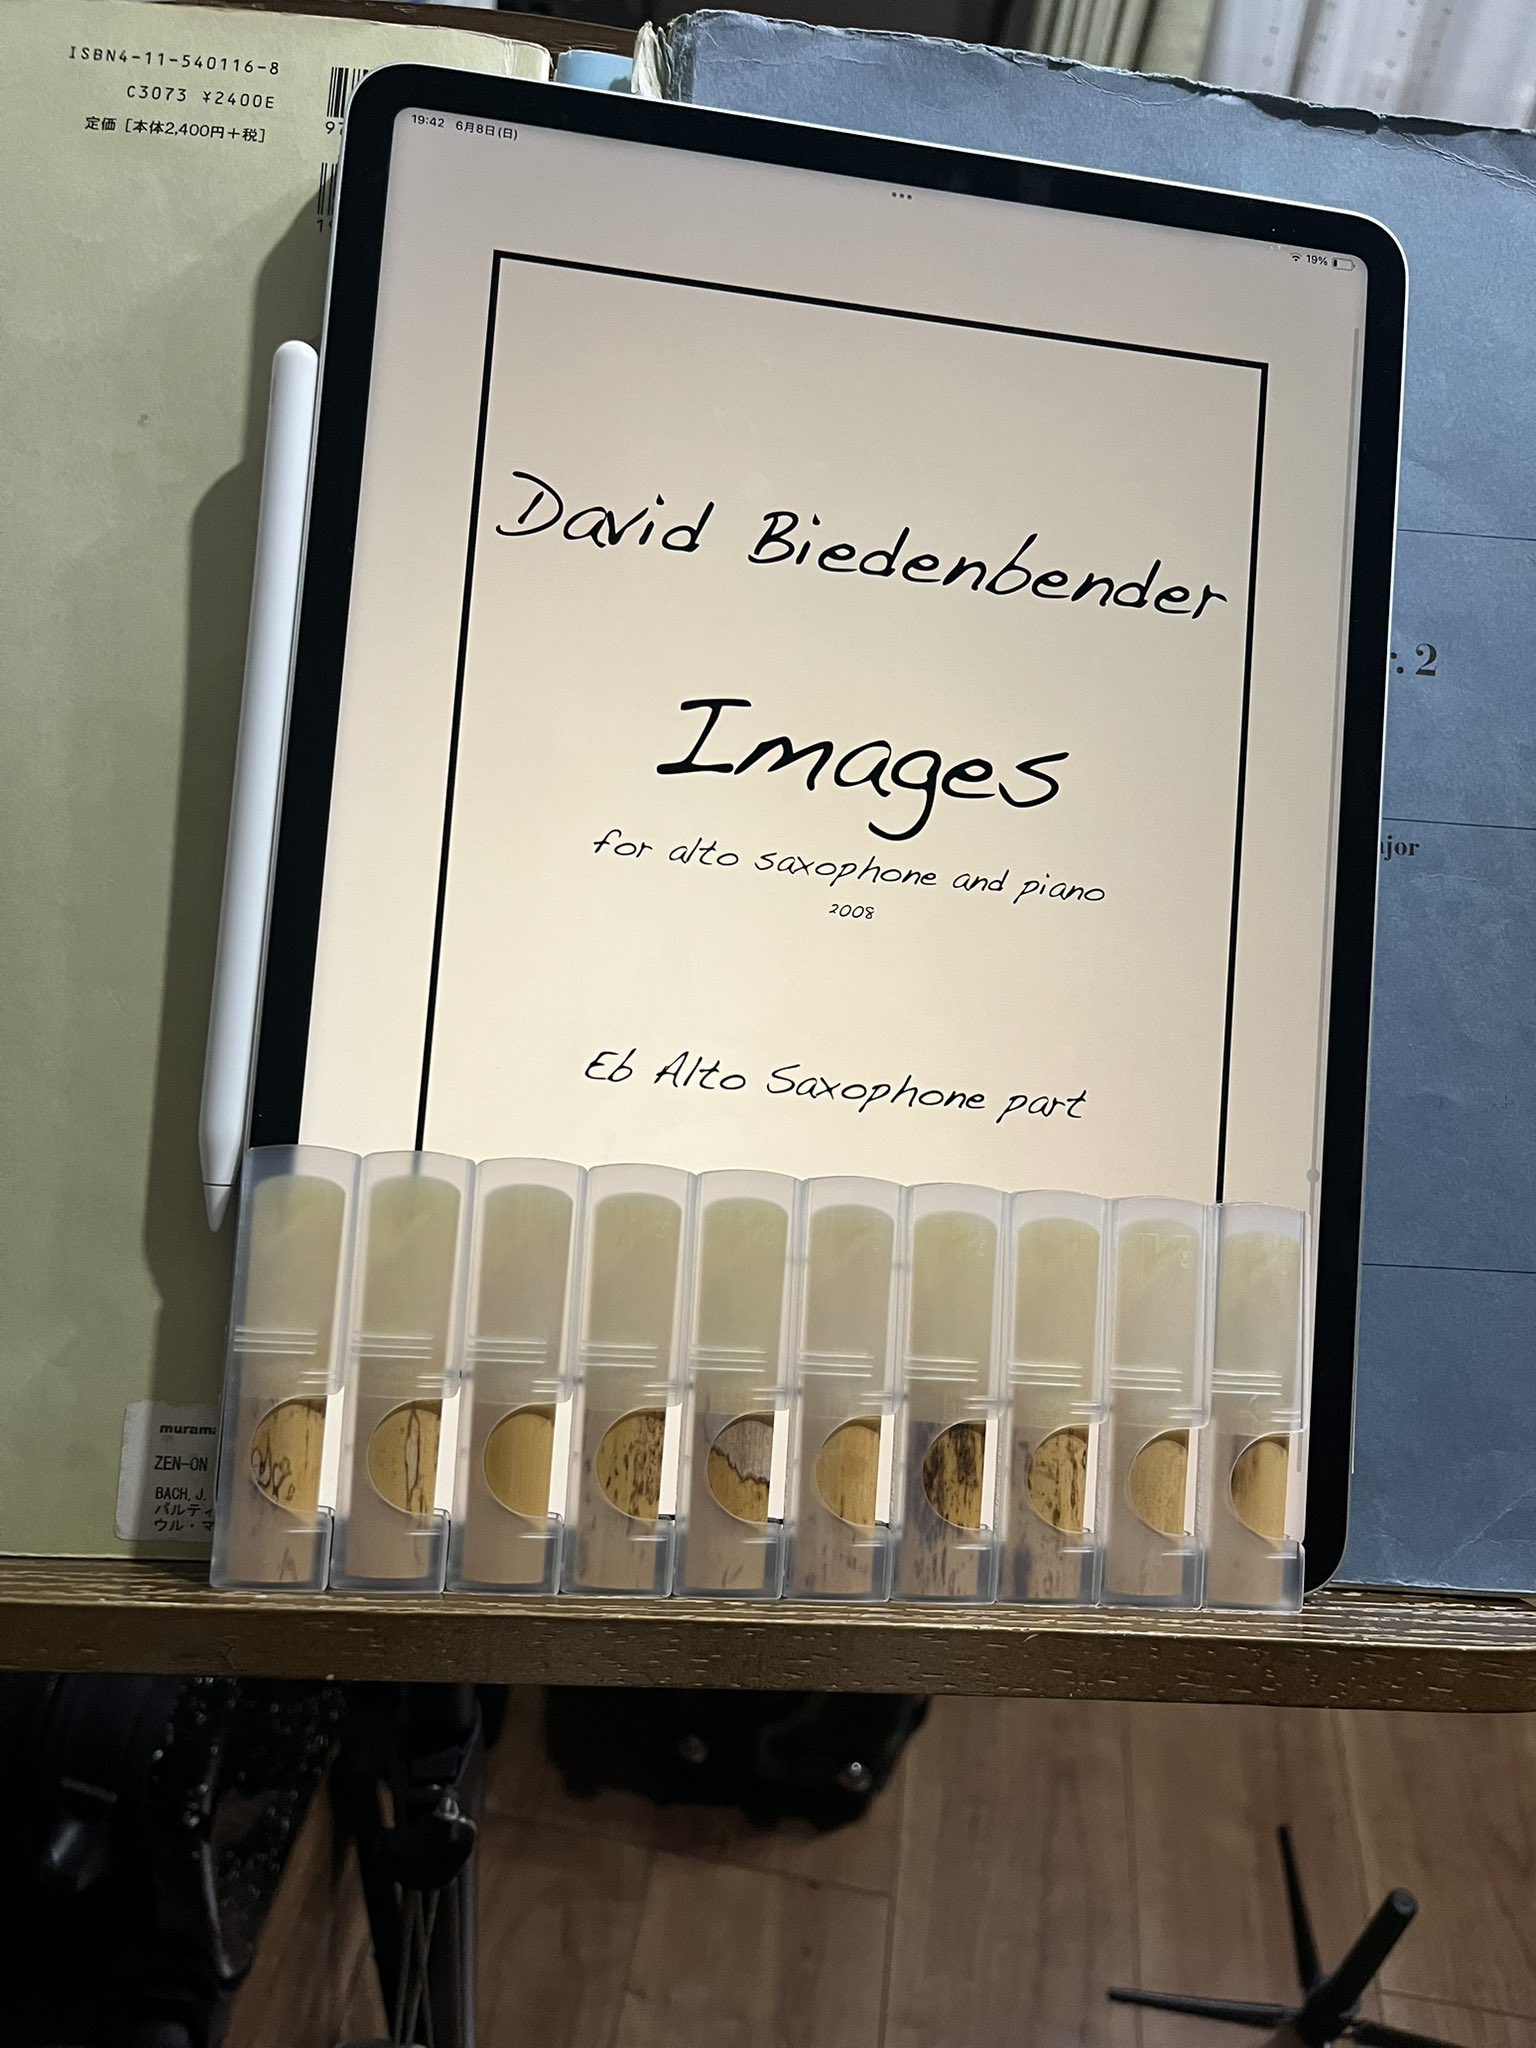 ISBN4-11-540116-8
C3073 ¥2400E
定価［本体2,400円+税］
19:42 6月8日(日)
19%
David Biedenbender
Images
for alto saxophone and piano
2008
Eb Alto Saxophone part
r. 2
ajor
ZEN-ON
BACH, J.